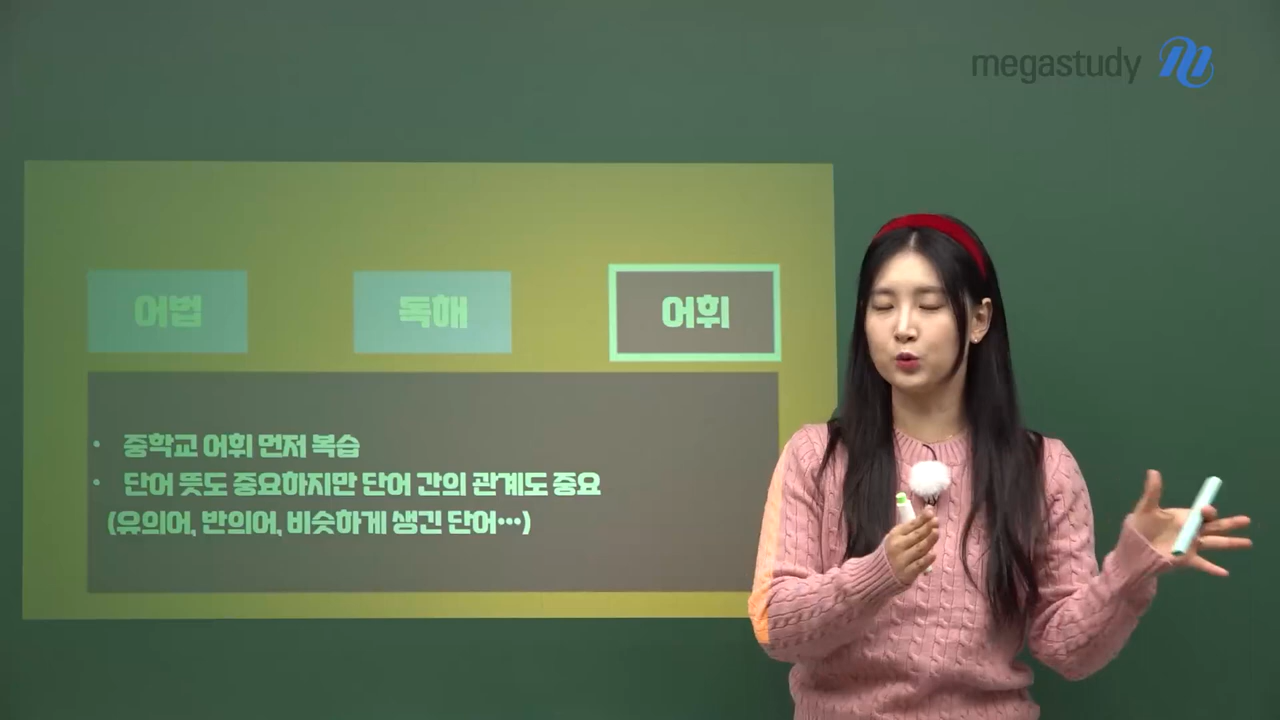 megastudy
어법
독해
어휘
• 중학교 어휘 먼저 복습
• 단어 뜻도 중요하지만 단어 간의 관계도 중요
(유의어, 반의어, 비슷하게 생긴 단어…)